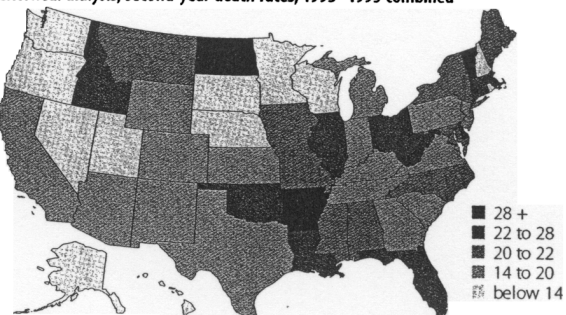 analysis, second year death rates, 1993–1995 combined
28 +
22 to 28
20 to 22
14 to 20
below 14